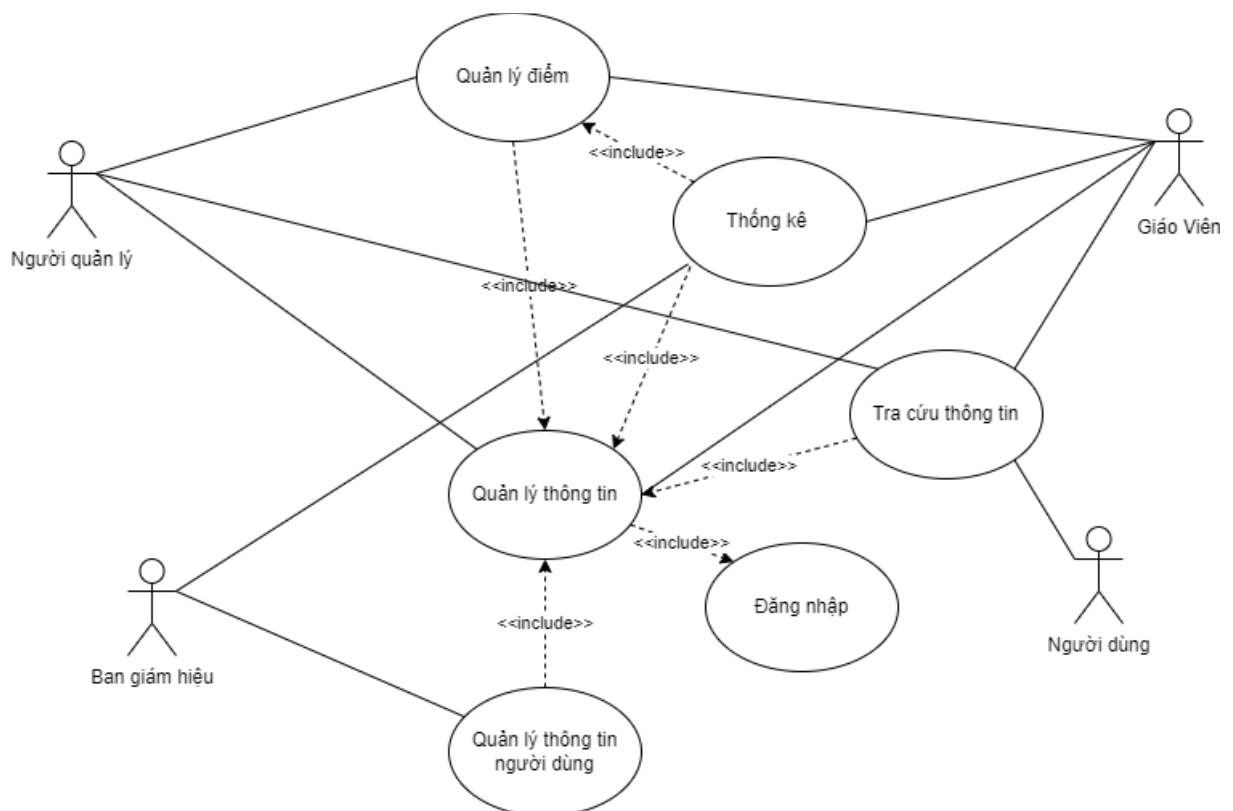 Quản lý điểm
<<include>>
Thống kê
Người quản lý
Giáo Viên
<<include>>
<<include>>
Tra cứu thông tin
<<include>>
Quản lý thông tin
<<include>>
Đăng nhập
<<include>>
Người dùng
Ban giám hiệu
Quản lý thông tin
người dùng